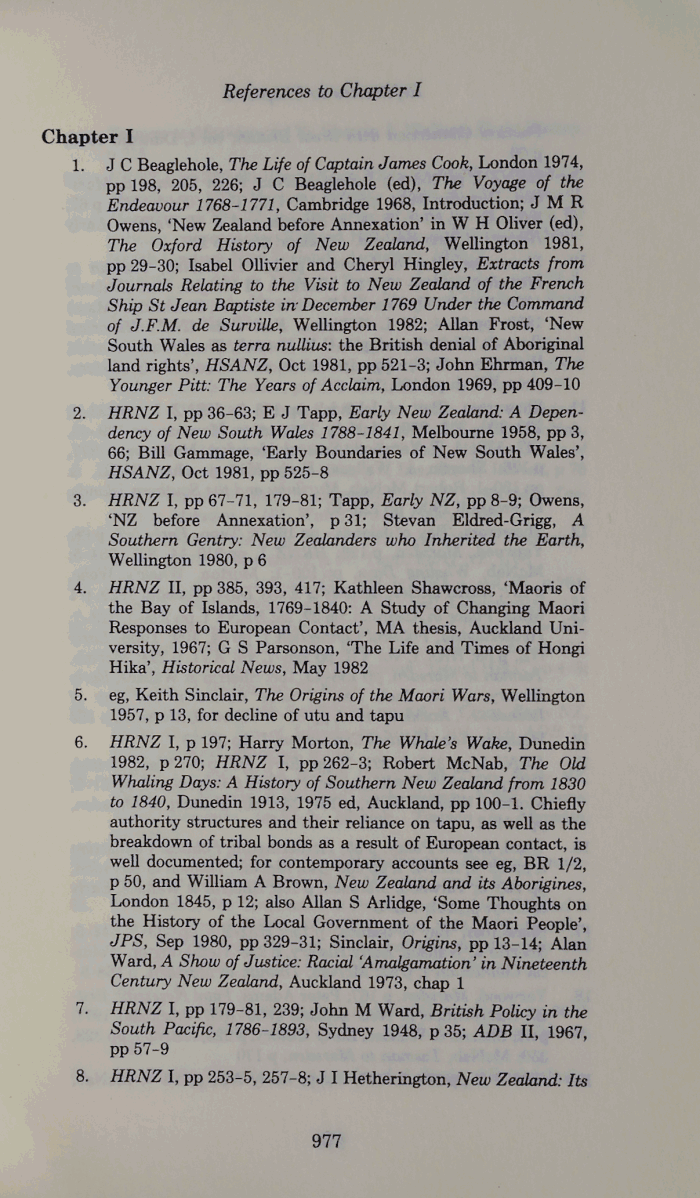 References to Chapter I
Chapter I
1. J C Beaglehole, The Life of Captain James Cook, London 1974,
pp 198, 205, 226; J C Beaglehole (ed), The Voyage of the
Endeavour 1768-1771, Cambridge 1968, Introduction; J M R
Owens, ‘New Zealand before Annexation’ in W H Oliver (ed),
The Oxford History of New Zealand, Wellington 1981,
pp 29-30; Isabel Ollivier and Cheryl Hingley, Extracts from
Journals Relating to the Visit to New Zealand of the French
Ship St Jean Baptiste in December 1769 Under the Command
of J.F.M. de Surville, Wellington 1982; Allan Frost, ‘New
South Wales as terra nullius: the British denial of Aboriginal
land rights’, HSANZ, Oct 1981, pp 521-3; John Ehrman, The
Younger Pitt: The Years of Acclaim, London 1969, pp 409-10
2. HRNZ I, pp 36-63; E J Tapp, Early New Zealand: A Depen-
dency of New South Wales 1788-1841, Melbourne 1958, pp 3,
66; Bill Gammage, ‘Early Boundaries of New South Wales’,
HSANZ, Oct 1981, pp 525-8
3. HRNZ I, pp 67-71, 179-81; Tapp, Early NZ, pp 8-9; Owens,
‘NZ before Annexation’, p 31; Stevan Eldred-Grigg, A
Southern Gentry: New Zealanders who Inherited the Earth,
Wellington 1980, p 6
4. HRNZ II, pp 385, 393, 417; Kathleen Shawcross, ‘Maoris of
the Bay of Islands, 1769-1840: A Study of Changing Maori
Responses to European Contact’, MA thesis, Auckland Uni-
versity, 1967; G S Parsonson, ‘The Life and Times of Hongi
Hika’, Historical News, May 1982
5. eg, Keith Sinclair, The Origins of the Maori Wars, Wellington
1957, p 13, for decline of utu and tapu
6. HRNZ I, p 197; Harry Morton, The Whale’s Wake, Dunedin
1982, p 270; HRNZ I, pp 262-3; Robert McNab, The Old
Whaling Days: A History of Southern New Zealand from 1830
to 1840, Dunedin 1913, 1975 ed, Auckland, pp 100-1. Chiefly
authority structures and their reliance on tapu, as well as the
breakdown of tribal bonds as a result of European contact, is
well documented; for contemporary accounts see eg, BR 1/2,
p 50, and William A Brown, New Zealand and its Aborigines,
London 1845, p 12; also Allan S Arlidge, ‘Some Thoughts on
the History of the Local Government of the Maori People’,
JPS, Sep 1980, pp 329-31; Sinclair, Origins, pp 13-14; Alan
Ward, A Show of Justice: Racial ‘Amalgamation’ in Nineteenth
Century New Zealand, Auckland 1973, chap 1
7. HRNZ I, pp 179-81, 239; John M Ward, British Policy in the
South Pacific, 1786-1893, Sydney 1948, p 35; ADB II, 1967,
pp 57-9
8. HRNZ I, pp 253-5, 257-8; J I Hetherington, New Zealand: Its
977